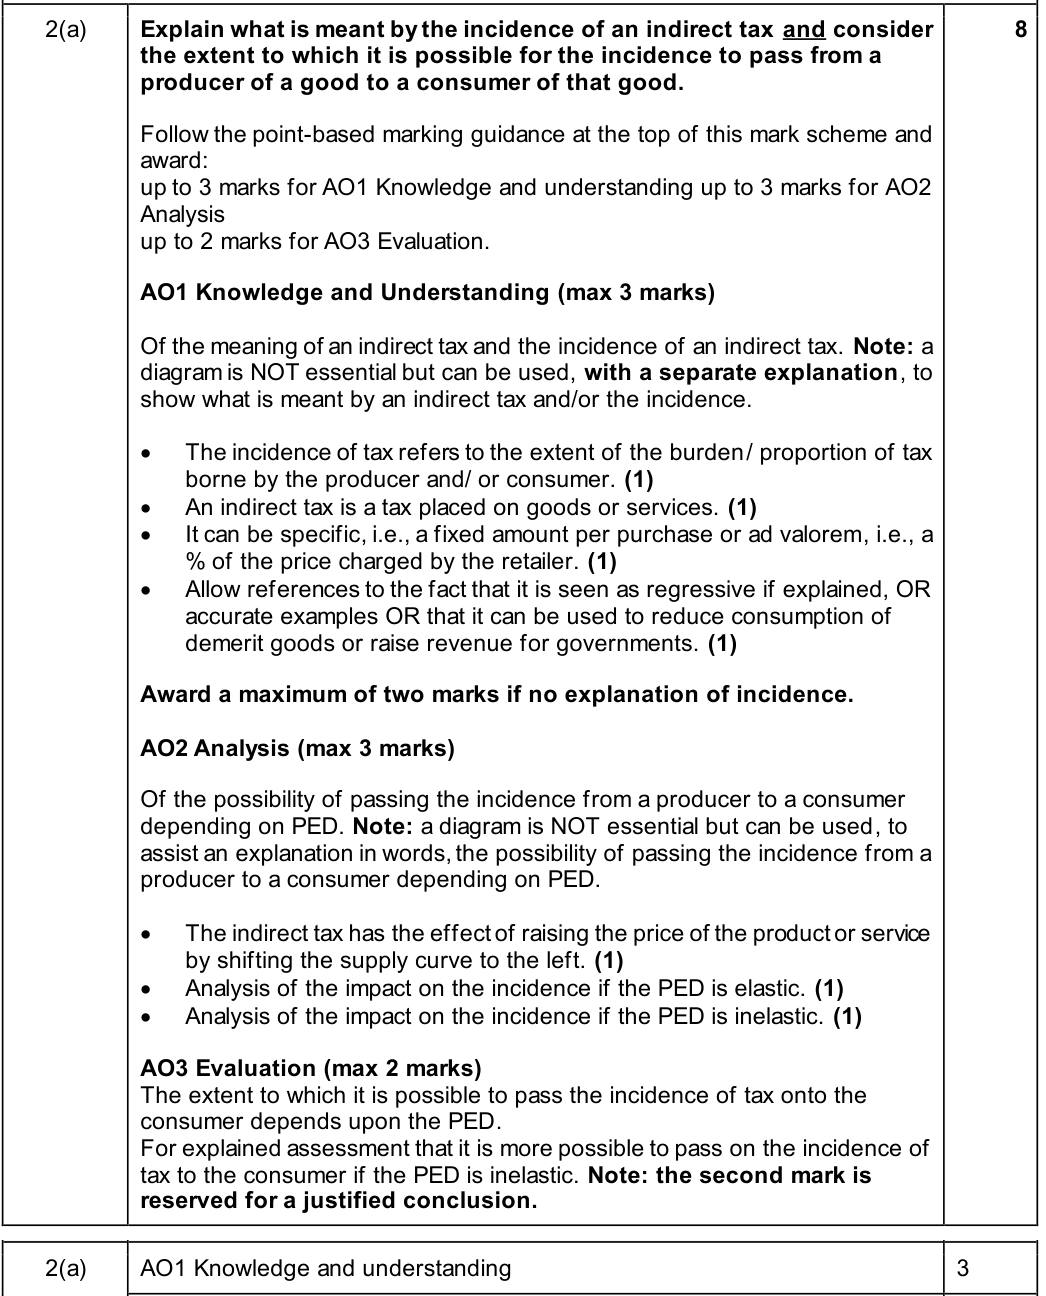 2(a)
Explain what is meant by the incidence of an indirect tax and consider
8
the extent to which it is possible for the incidence to pass from a
producer of a good to a consumer of that good.
Follow the point-based marking guidance at the top of this mark scheme and
award:
up to 3 marks for AO1 Knowledge and understanding up to 3 marks for AO2
Analysis
up to 2 marks for AO3 Evaluation.
AO1 Knowledge and Understanding (max 3 marks)
Of the meaning of an indirect tax and the incidence of an indirect tax. Note: a
diagram is NOT essential but can be used, with a separate explanation, to
show what is meant by an indirect tax and/or the incidence.
• The incidence of tax refers to the extent of the burden/ proportion of tax
borne by the producer and/ or consumer. (1)
• An indirect tax is a tax placed on goods or services. (1)
• It can be specific, i.e., a fixed amount per purchase or ad valorem, i.e., a
% of the price charged by the retailer. (1)
• Allow references to the fact that it is seen as regressive if explained, OR
accurate examples OR that it can be used to reduce consumption of
demerit goods or raise revenue for governments. (1)
Award a maximum of two marks if no explanation of incidence.
AO2 Analysis (max 3 marks)
Of the possibility of passing the incidence from a producer to a consumer
depending on PED. Note: a diagram is NOT essential but can be used, to
assist an explanation in words, the possibility of passing the incidence from a
producer to a consumer depending on PED.
• The indirect tax has the effect of raising the price of the product or service
by shifting the supply curve to the left. (1)
• Analysis of the impact on the incidence if the PED is elastic. (1)
• Analysis of the impact on the incidence if the PED is inelastic. (1)
AO3 Evaluation (max 2 marks)
The extent to which it is possible to pass the incidence of tax onto the
consumer depends upon the PED.
For explained assessment that it is more possible to pass on the incidence of
tax to the consumer if the PED is inelastic. Note: the second mark is
reserved for a justified conclusion.
2(a)
AO1 Knowledge and understanding
3